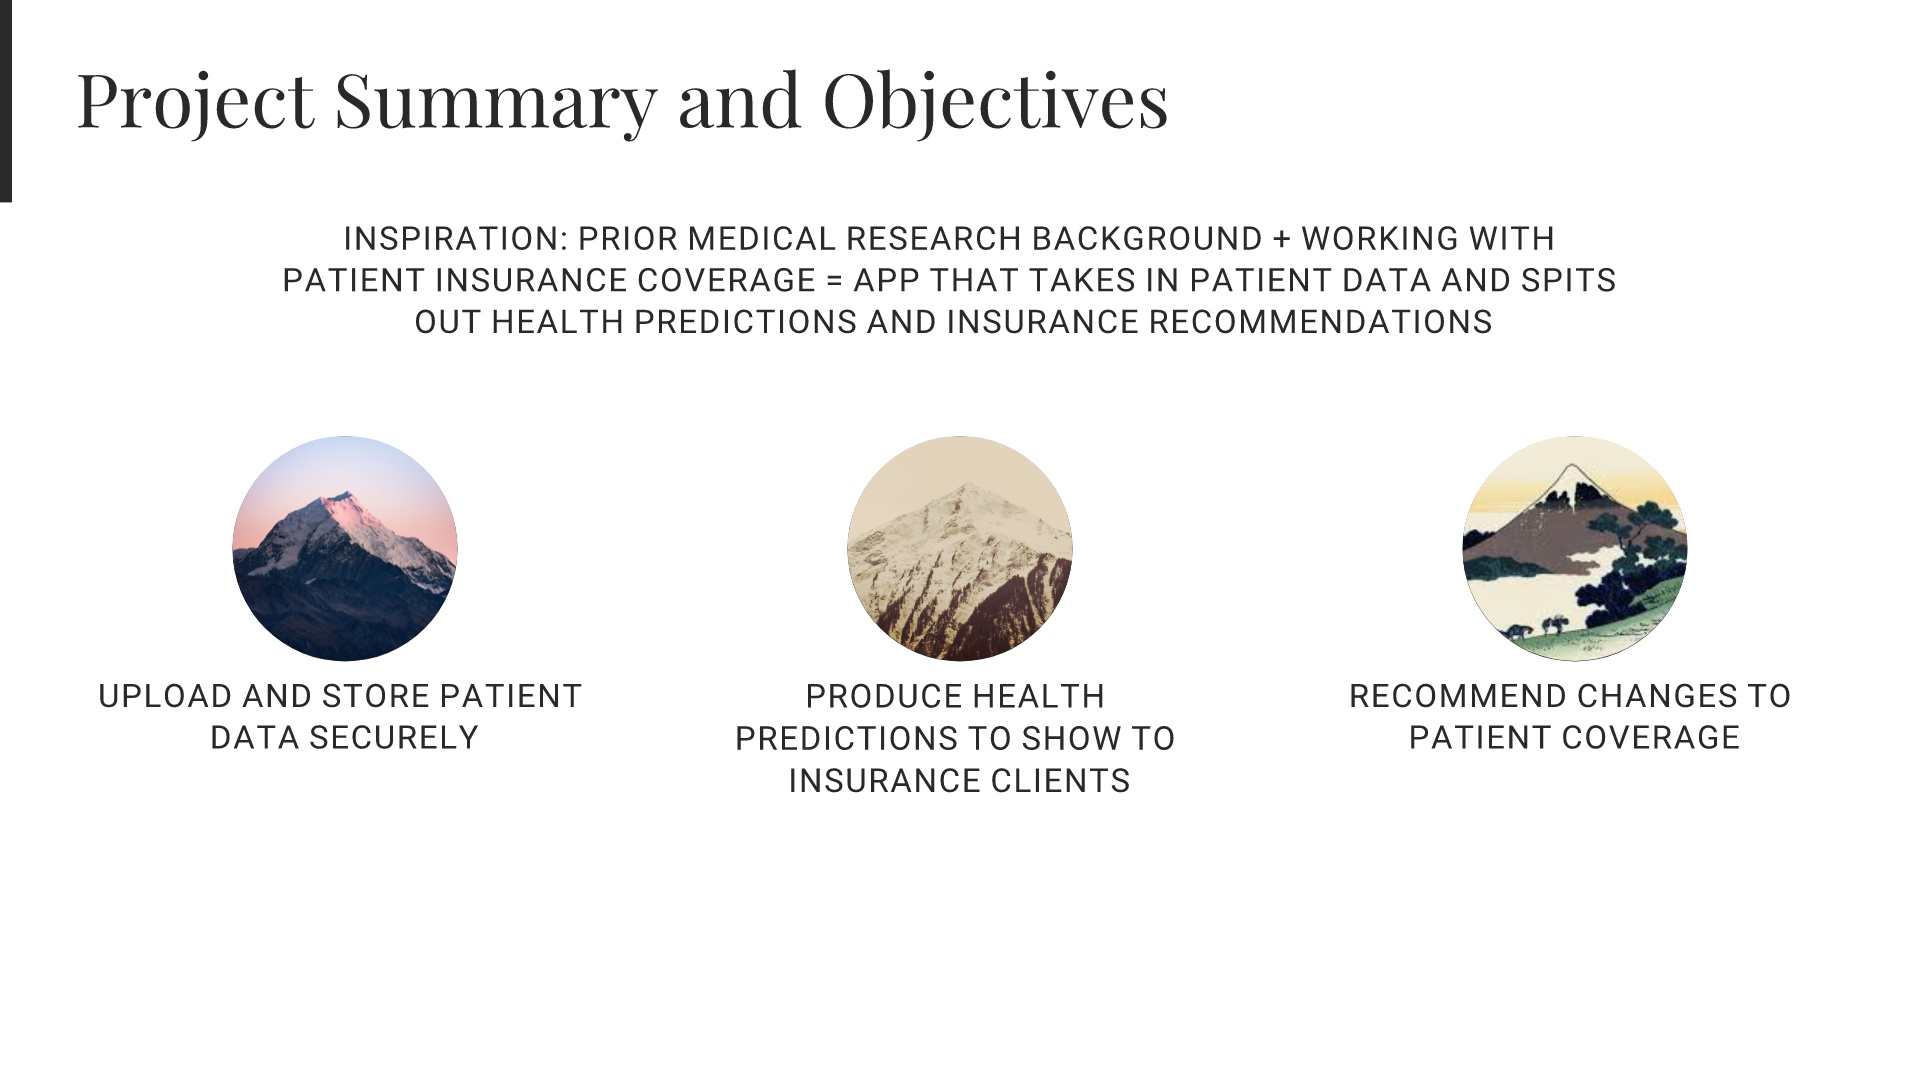 Project Summary and Objectives
INSPIRATION: PRIOR MEDICAL RESEARCH BACKGROUND + WORKING WITH
PATIENT INSURANCE COVERAGE = APP THAT TAKES IN PATIENT DATA AND SPITS
OUT HEALTH PREDICTIONS AND INSURANCE RECOMMENDATIONS
UPLOAD AND STORE PATIENT
DATA SECURELY
PRODUCE HEALTH
PREDICTIONS TO SHOW TO
INSURANCE CLIENTS
RECOMMEND CHANGES TO
PATIENT COVERAGE